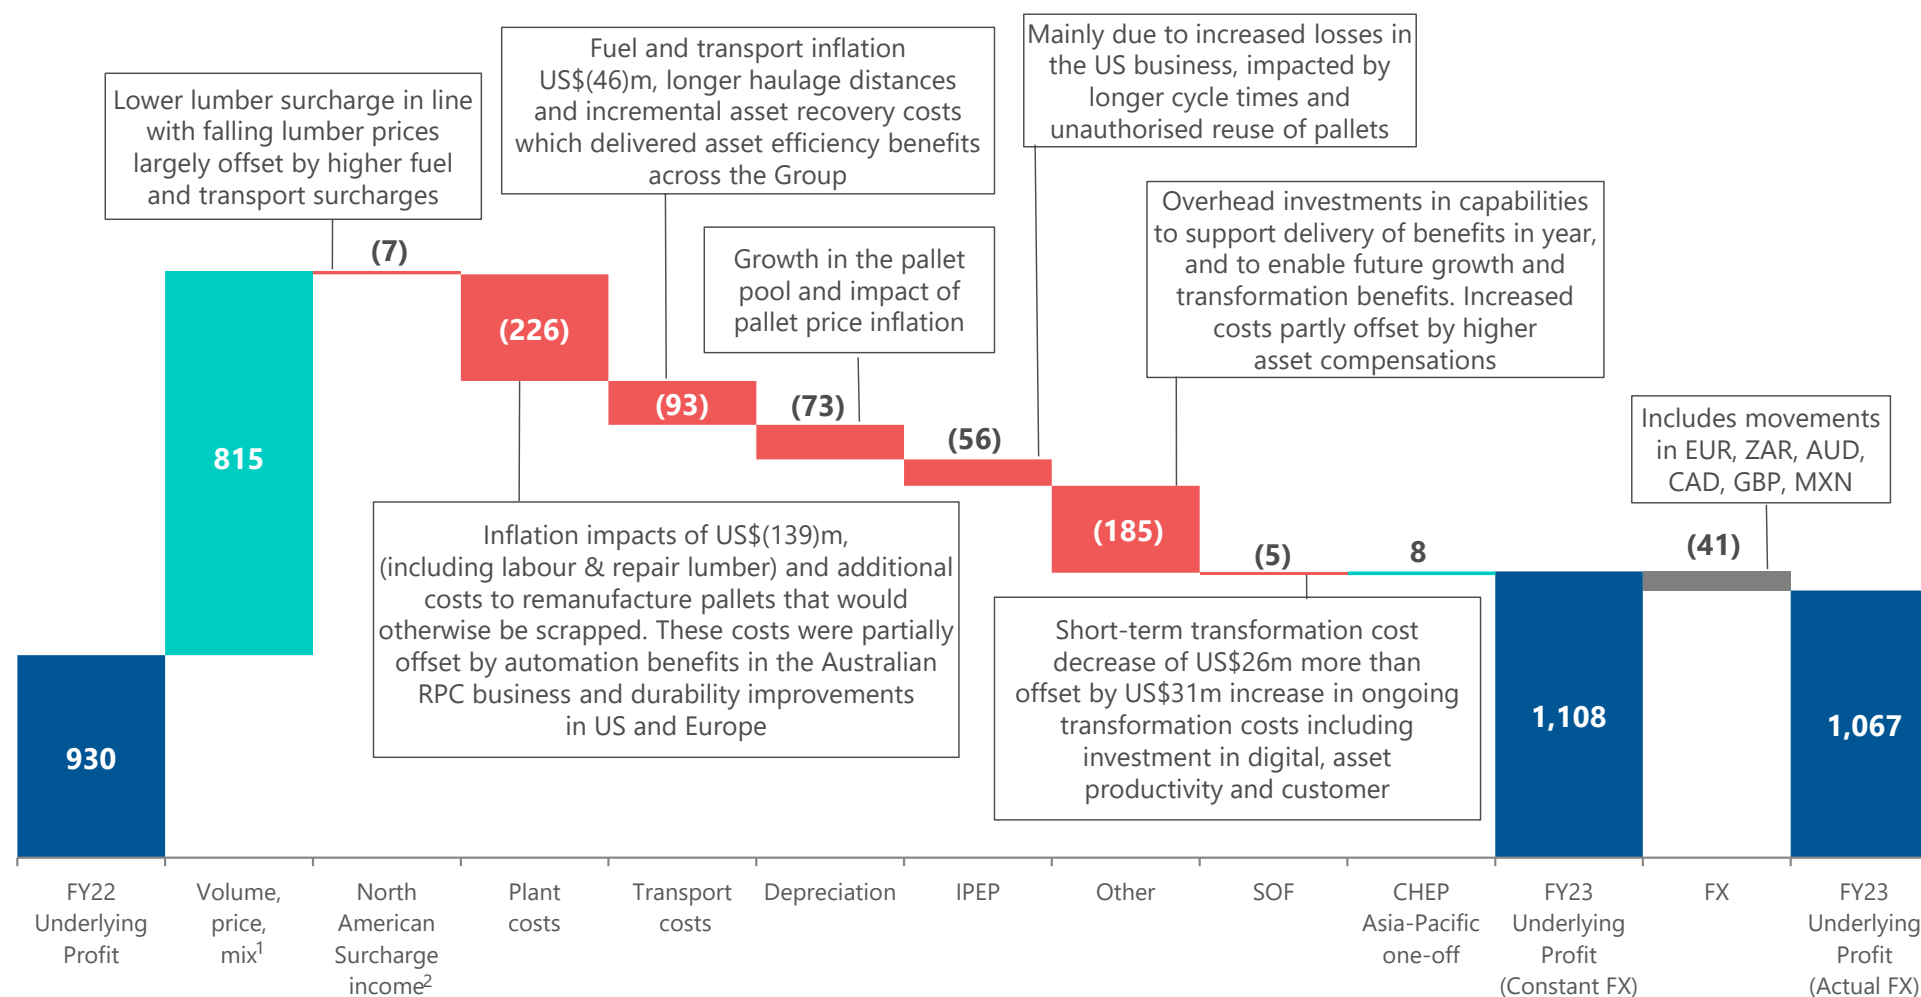 Lower lumber surcharge in line
with falling lumber prices
largely offset by higher fuel
and transport surcharges
Fuel and transport inflation
US$(46)m, longer haulage distances
and incremental asset recovery costs
which delivered asset efficiency benefits
across the Group
Mainly due to increased losses in
the US business, impacted by
longer cycle times and
unauthorised reuse of pallets
Growth in the pallet
pool and impact of
pallet price inflation
Overhead investments in capabilities
to support delivery of benefits in year,
and to enable future growth and
transformation benefits. Increased
costs partly offset by higher
asset compensations
Includes movements
in EUR, ZAR, AUD,
CAD, GBP, MXN
Inflation impacts of US$(139)m,
(including labour & repair lumber) and additional
costs to remanufacture pallets that would
otherwise be scrapped. These costs were partially
offset by automation benefits in the Australian
RPC business and durability improvements
in US and Europe
Short-term transformation cost
decrease of US$26m more than
offset by US$31m increase in ongoing
transformation costs including
investment in digital, asset
productivity and customer
930
815
(7)
(226)
(93)
(73)
(56)
(185)
(5)
8
1,108
(41)
1,067
FY22
Underlying
Profit
Volume,
price,
mix1
North
American
Surcharge
income2
Plant
costs
Transport
costs
Depreciation
IPEP
Other
SOF
CHEP
Asia-Pacific
one-off
FY23
Underlying
Profit
(Constant FX)
FX
FY23
Underlying
Profit
(Actual FX)